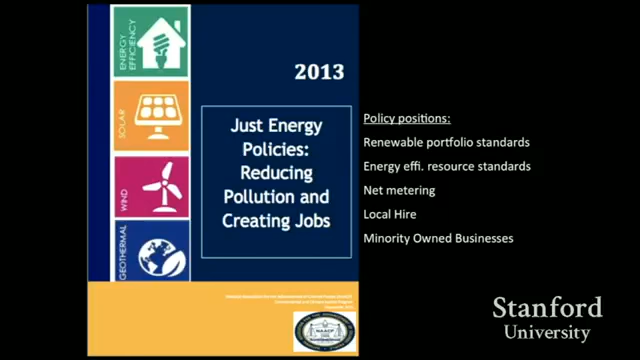 ENERGY
EFFICIENCY
SOLAR
WIND
GEOTHERMAL
2013
Just Energy
Policies:
Reducing
Pollution and
Creating Jobs
NAACP
Policy positions:
Renewable portfolio standards
Energy effi. resource standards
Net metering
Local Hire
Minority Owned Businesses
Stanford
University